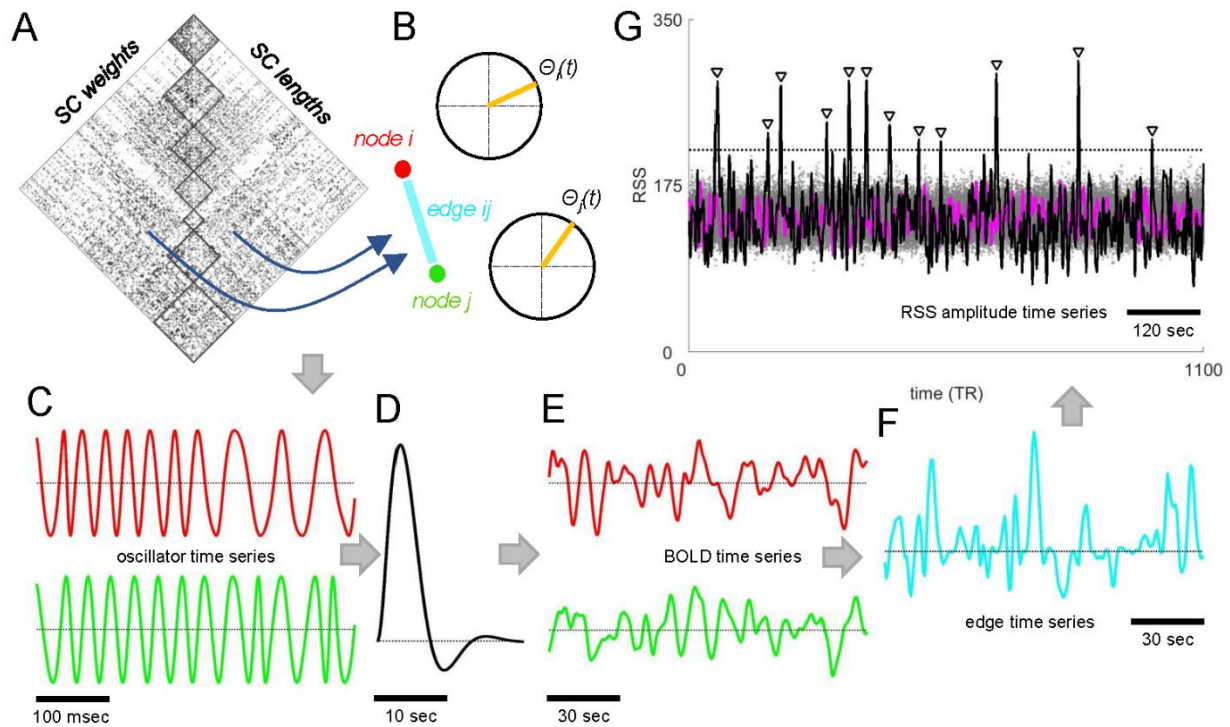 A
SC weights
SC lengths
B
Θi(t)
node i
edge ij
node j
Θj(t)
G
350
RSS
175
0
RSS amplitude time series
120 sec
0
1100
time (TR)
C
oscillator time series
100 msec
D
10 sec
E
BOLD time series
30 sec
F
edge time series
30 sec